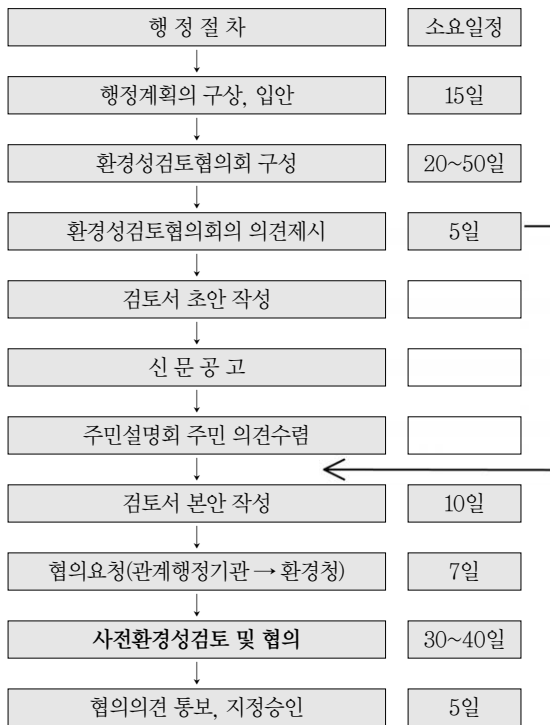 행 정 절 차 소요일정
행정계획의 구상, 입안 15일
환경성검토협의회 구성 20~50일
환경성검토협의회의 의견제시 5일
검토서 초안 작성
신 문 공 고
주민설명회 주민 의견수렴
검토서 본안 작성 10일
협의요청(관계행정기관 → 환경청) 7일
사전환경성검토 및 협의 30~40일
협의의견 통보, 지정승인 5일